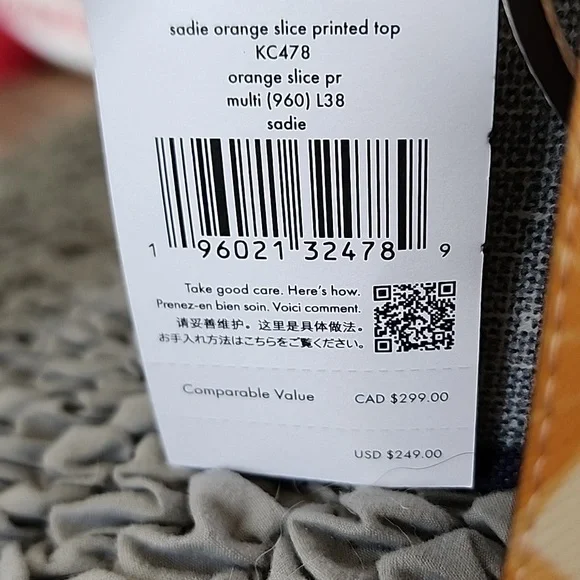 sadie orange slice printed top
KC478
orange slice pr
multi (960) L38
sadie
1 96021 32478 9
Take good care. Here's how.
Prenez-en bien soin. Voici comment.
请妥善维护。这里是具体做法。
お手入れ方法はこちらをご覧ください。
Comparable Value CAD $299.00
USD $249.00